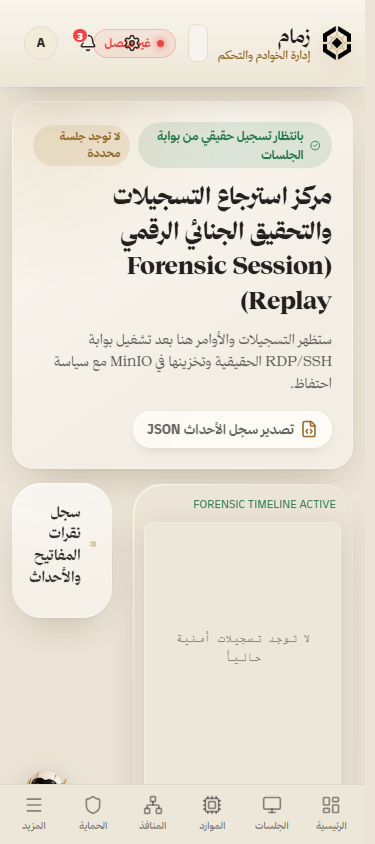 زمام
إدارة الخوادم والتحكم
غير متصل
3
A
بانتظار تسجيل حقيقي من بوابة
الجلسات
لا توجد جلسة
محددة
مركز استرجاع التسجيلات
والتحقيق الجنائي الرقمي
(Forensic Session
Replay)
ستظهر التسجيلات والأوامر هنا بعد تشغيل بوابة
RDP/SSH الحقيقية وتخزينها في MinIO مع سياسة
احتفاظ.
تصدير سجل الأحداث JSON
FORENSIC TIMELINE ACTIVE
لا توجد تسجيلات أمنية
حالياً
سجل
نقرات
المفاتيح
والأحداث
الرئيسية
الجلسات
الموارد
المنافذ
الحماية
المزيد